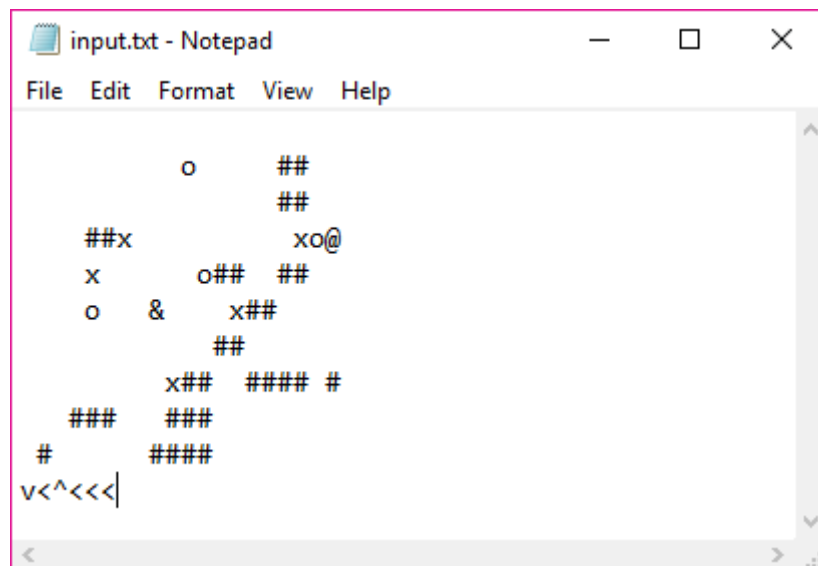 input.txt - Notepad
File Edit Format View Help
          o     ##
                ##
    ##x          xo@
    x      o##  ##
    o   &    x##
            ##
         x##  #### #
   ###   ###
 #      ####
v<^<<<